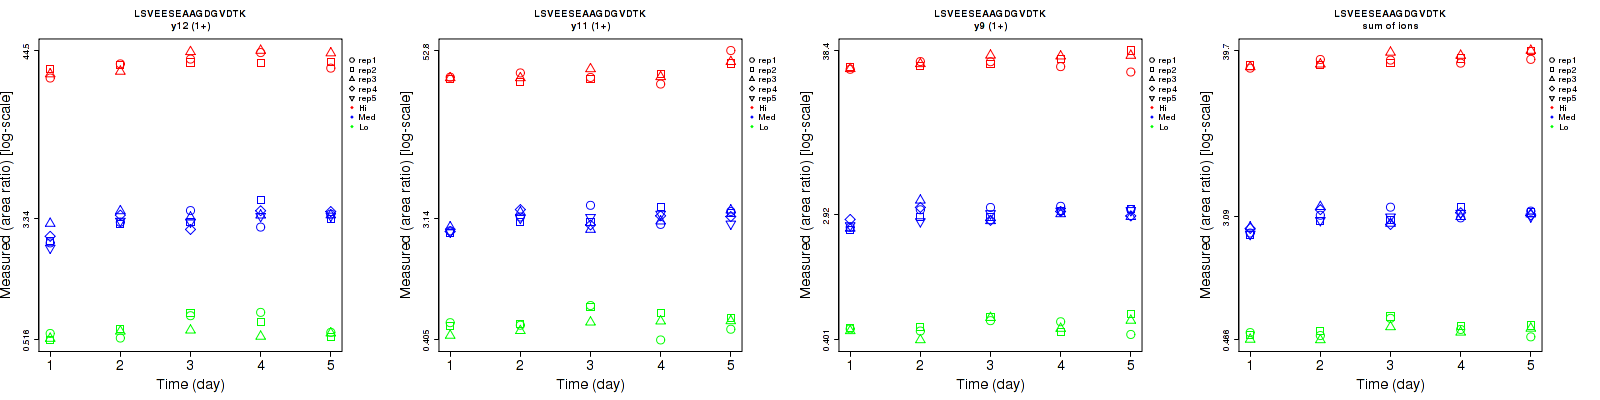 LSVEESEAAGDGVDTK
y12 (1+)
Measured (area ratio) [log-scale]
44.5
3.34
0.516
1 2 3 4 5
Time (day)
rep1
rep2
rep3
rep4
rep5
Hi
Med
Lo
LSVEESEAAGDGVDTK
y11 (1+)
Measured (area ratio) [log-scale]
52.8
3.14
0.405
1 2 3 4 5
Time (day)
rep1
rep2
rep3
rep4
rep5
Hi
Med
Lo
LSVEESEAAGDGVDTK
y9 (1+)
Measured (area ratio) [log-scale]
38.4
2.92
0.401
1 2 3 4 5
Time (day)
rep1
rep2
rep3
rep4
rep5
Hi
Med
Lo
LSVEESEAAGDGVDTK
sum of ions
Measured (area ratio) [log-scale]
39.7
3.09
0.466
1 2 3 4 5
Time (day)
rep1
rep2
rep3
rep4
rep5
Hi
Med
Lo